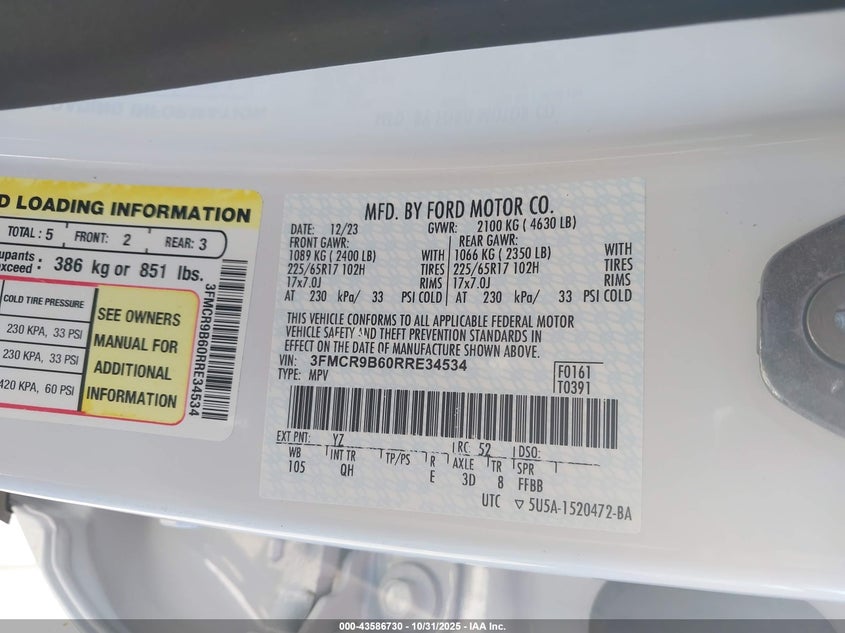 D LOADING INFORMATION
TOTAL : 5 FRONT: 2 REAR: 3
upants
xceed: 386 kg or 851 lbs.
COLD TIRE PRESSURE
230 KPA, 33 PSI
230 KPA, 33 PSI
420 KPA, 60 PSI
SEE OWNERS
MANUAL FOR
ADDITIONAL
INFORMATION
3FMCR9B60RRE34534
MFD. BY FORD MOTOR CO.
DATE: 12/23 GVWR: 2100 KG ( 4630 LB)
FRONT GAWR: REAR GAWR:
1089 KG ( 2400 LB) WITH 1066 KG ( 2350 LB) WITH
225/65R17 102H TIRES 225/65R17 102H TIRES
17x7.0J RIMS 17x7.0J RIMS
AT 230 kPa/ 33 PSI COLD AT 230 kPa/ 33 PSI COLD
THIS VEHICLE CONFORMS TO ALL APPLICABLE FEDERAL MOTOR
VEHICLE SAFETY AND THEFT PREVENTION STANDARDS IN
EFFECT ON THE DATE OF MANUFACTURE SHOWN ABOVE.
VIN: 3FMCR9B60RRE34534
TYPE: MPV
F0161
T0391
EXT PNT: YZ RC: 52 DSO:
WB INT TR TP/PS R AXLE TR SPR
105 QH E 3D 8 FFBB
UTC ▽ 5U5A-1520472-BA
000-43586730 - 10/31/2025 - USA - IAA